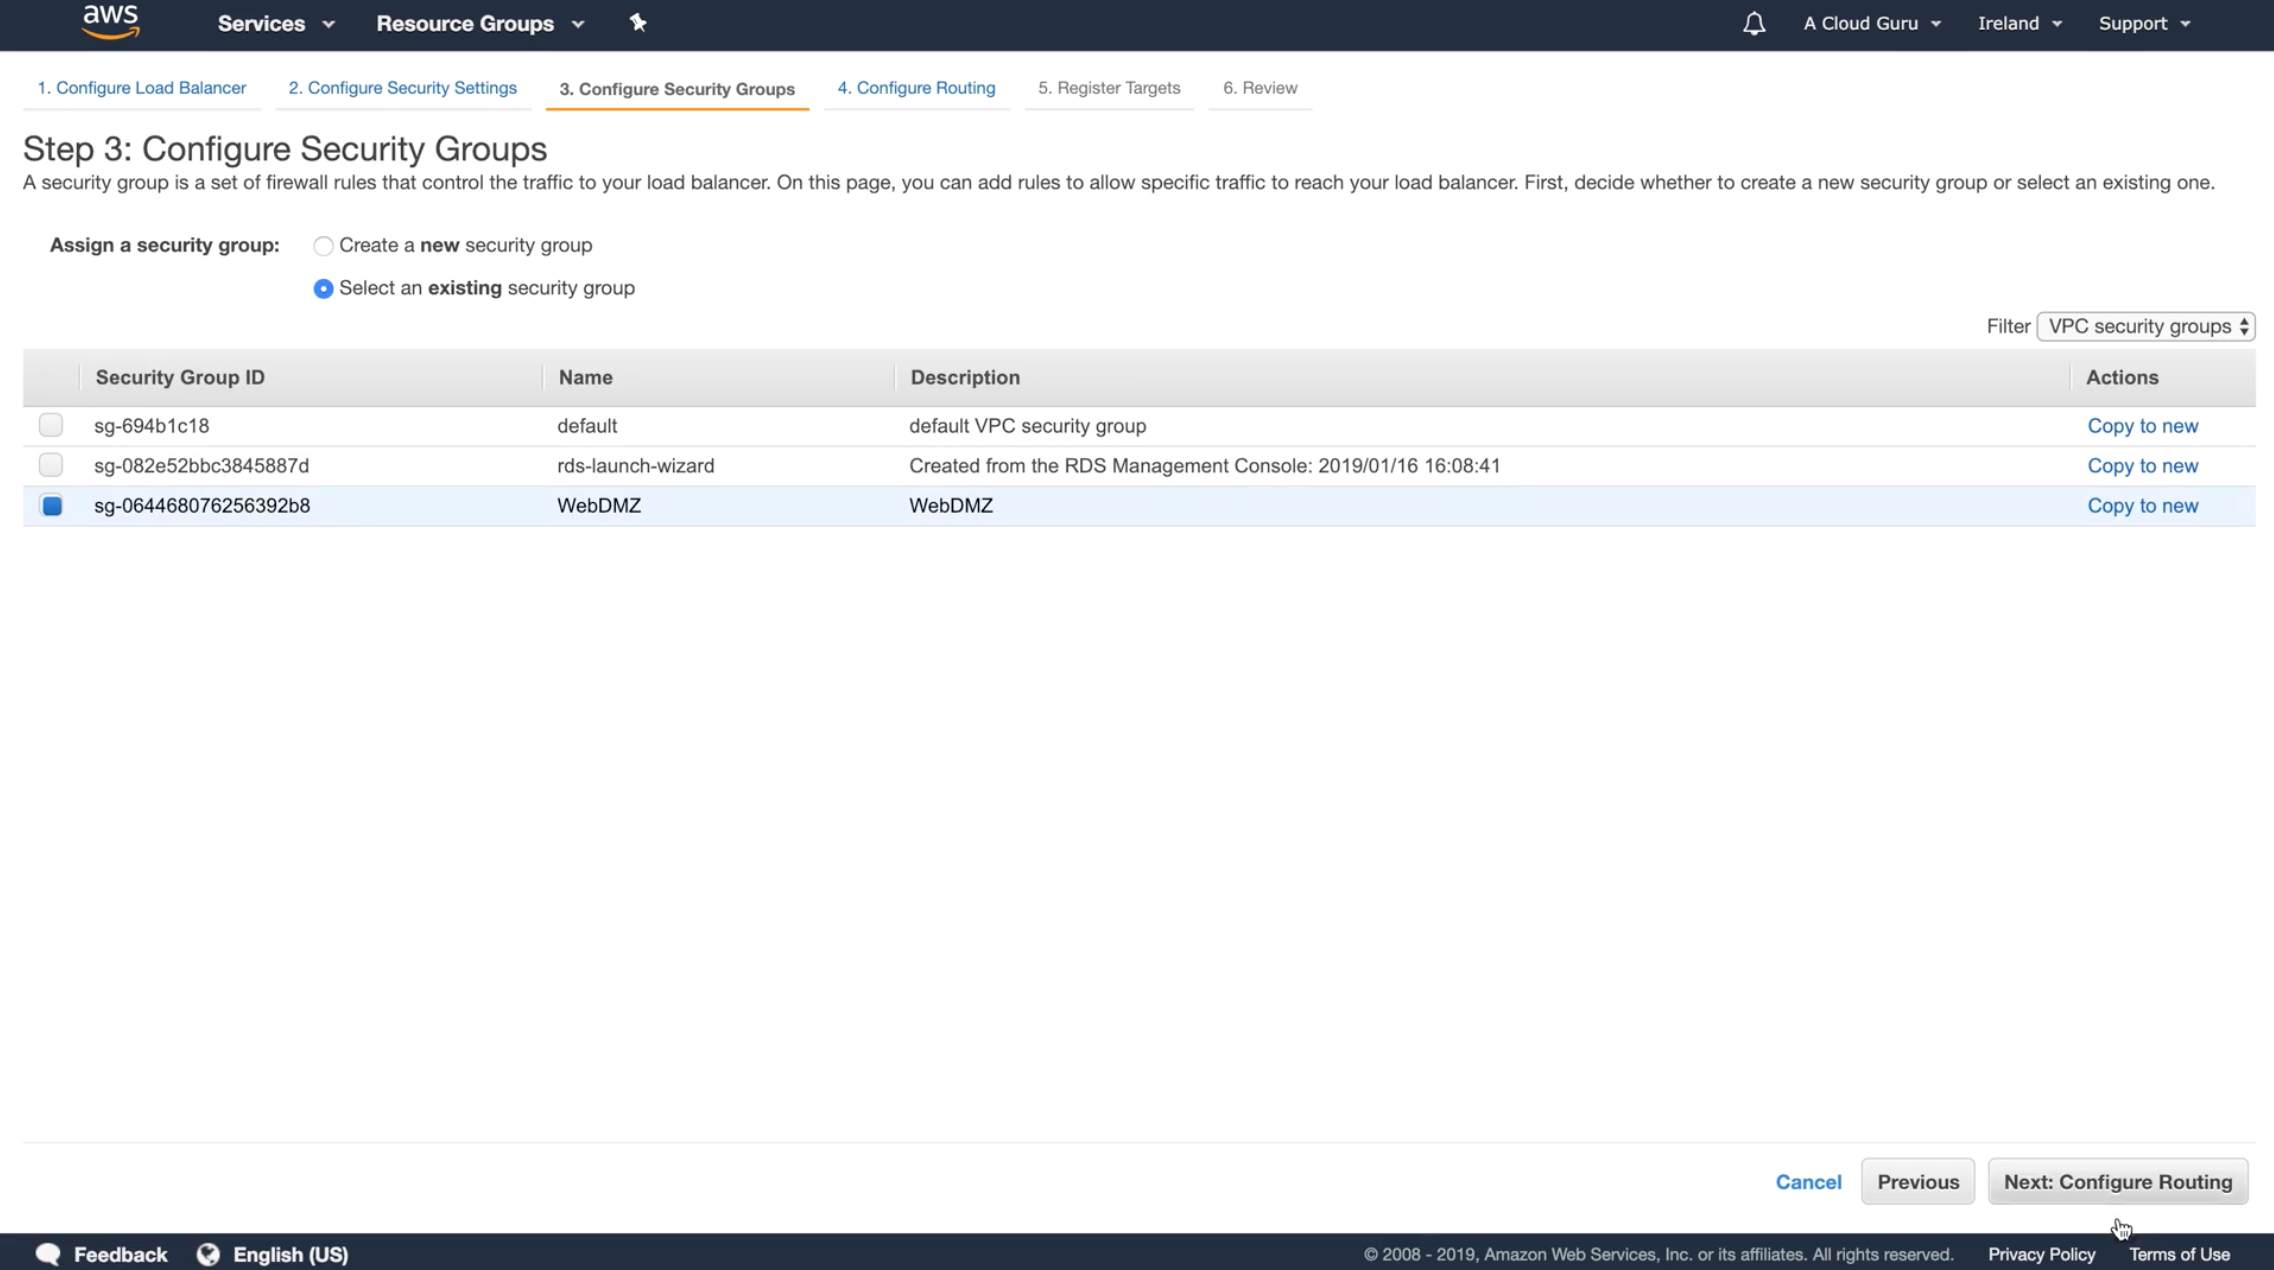 aws Services Resource Groups A Cloud Guru Ireland Support
1. Configure Load Balancer 2. Configure Security Settings 3. Configure Security Groups 4. Configure Routing 5. Register Targets 6. Review
Step 3: Configure Security Groups
A security group is a set of firewall rules that control the traffic to your load balancer. On this page, you can add rules to allow specific traffic to reach your load balancer. First, decide whether to create a new security group or select an existing one.
Assign a security group: Create a new security group
Select an existing security group
Filter VPC security groups
Security Group ID Name Description Actions
sg-694b1c18 default default VPC security group Copy to new
sg-082e52bbc3845887d rds-launch-wizard Created from the RDS Management Console: 2019/01/16 16:08:41 Copy to new
sg-064468076256392b8 WebDMZ WebDMZ Copy to new
Cancel Previous Next: Configure Routing
Feedback English (US) © 2008 - 2019, Amazon Web Services, Inc. or its affiliates. All rights reserved. Privacy Policy Terms of Use